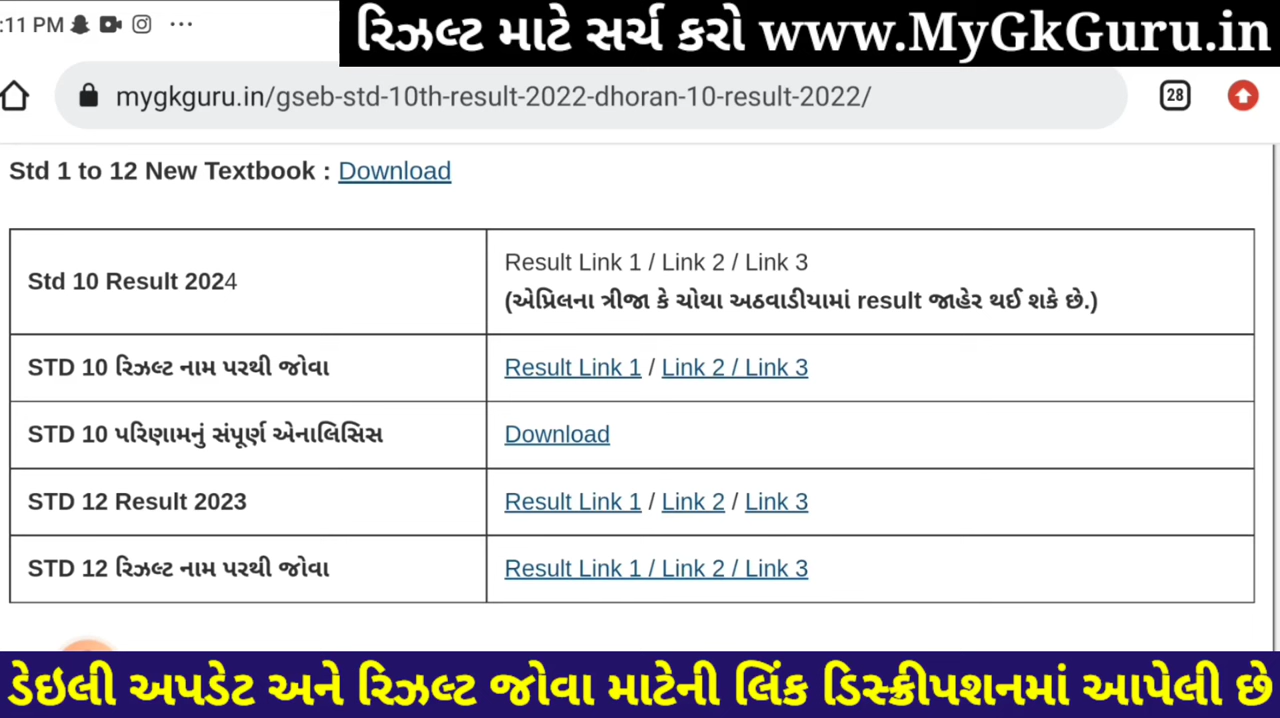 :11 PM
રિઝલ્ટ માટે સર્ચ કરો www.MyGkGuru.in
mygkguru.in/gseb-std-10th-result-2022-dhoran-10-result-2022/
28
Std 1 to 12 New Textbook : Download
Std 10 Result 2024
Result Link 1 / Link 2 / Link 3
(એપ્રિલના ત્રીજા કે ચોથા અઠવાડીયામાં result જાહેર થઈ શકે છે.)
STD 10 રિઝલ્ટ નામ પરથી જોવા
Result Link 1 / Link 2 / Link 3
STD 10 પરિણામનું સંપૂર્ણ એનાલિસિસ
Download
STD 12 Result 2023
Result Link 1 / Link 2 / Link 3
STD 12 રિઝલ્ટ નામ પરથી જોવા
Result Link 1 / Link 2 / Link 3
ડેઇલી અપડેટ અને રિઝલ્ટ જોવા માટેની લિંક ડિસ્ક્રીપશનમાં આપેલી છે